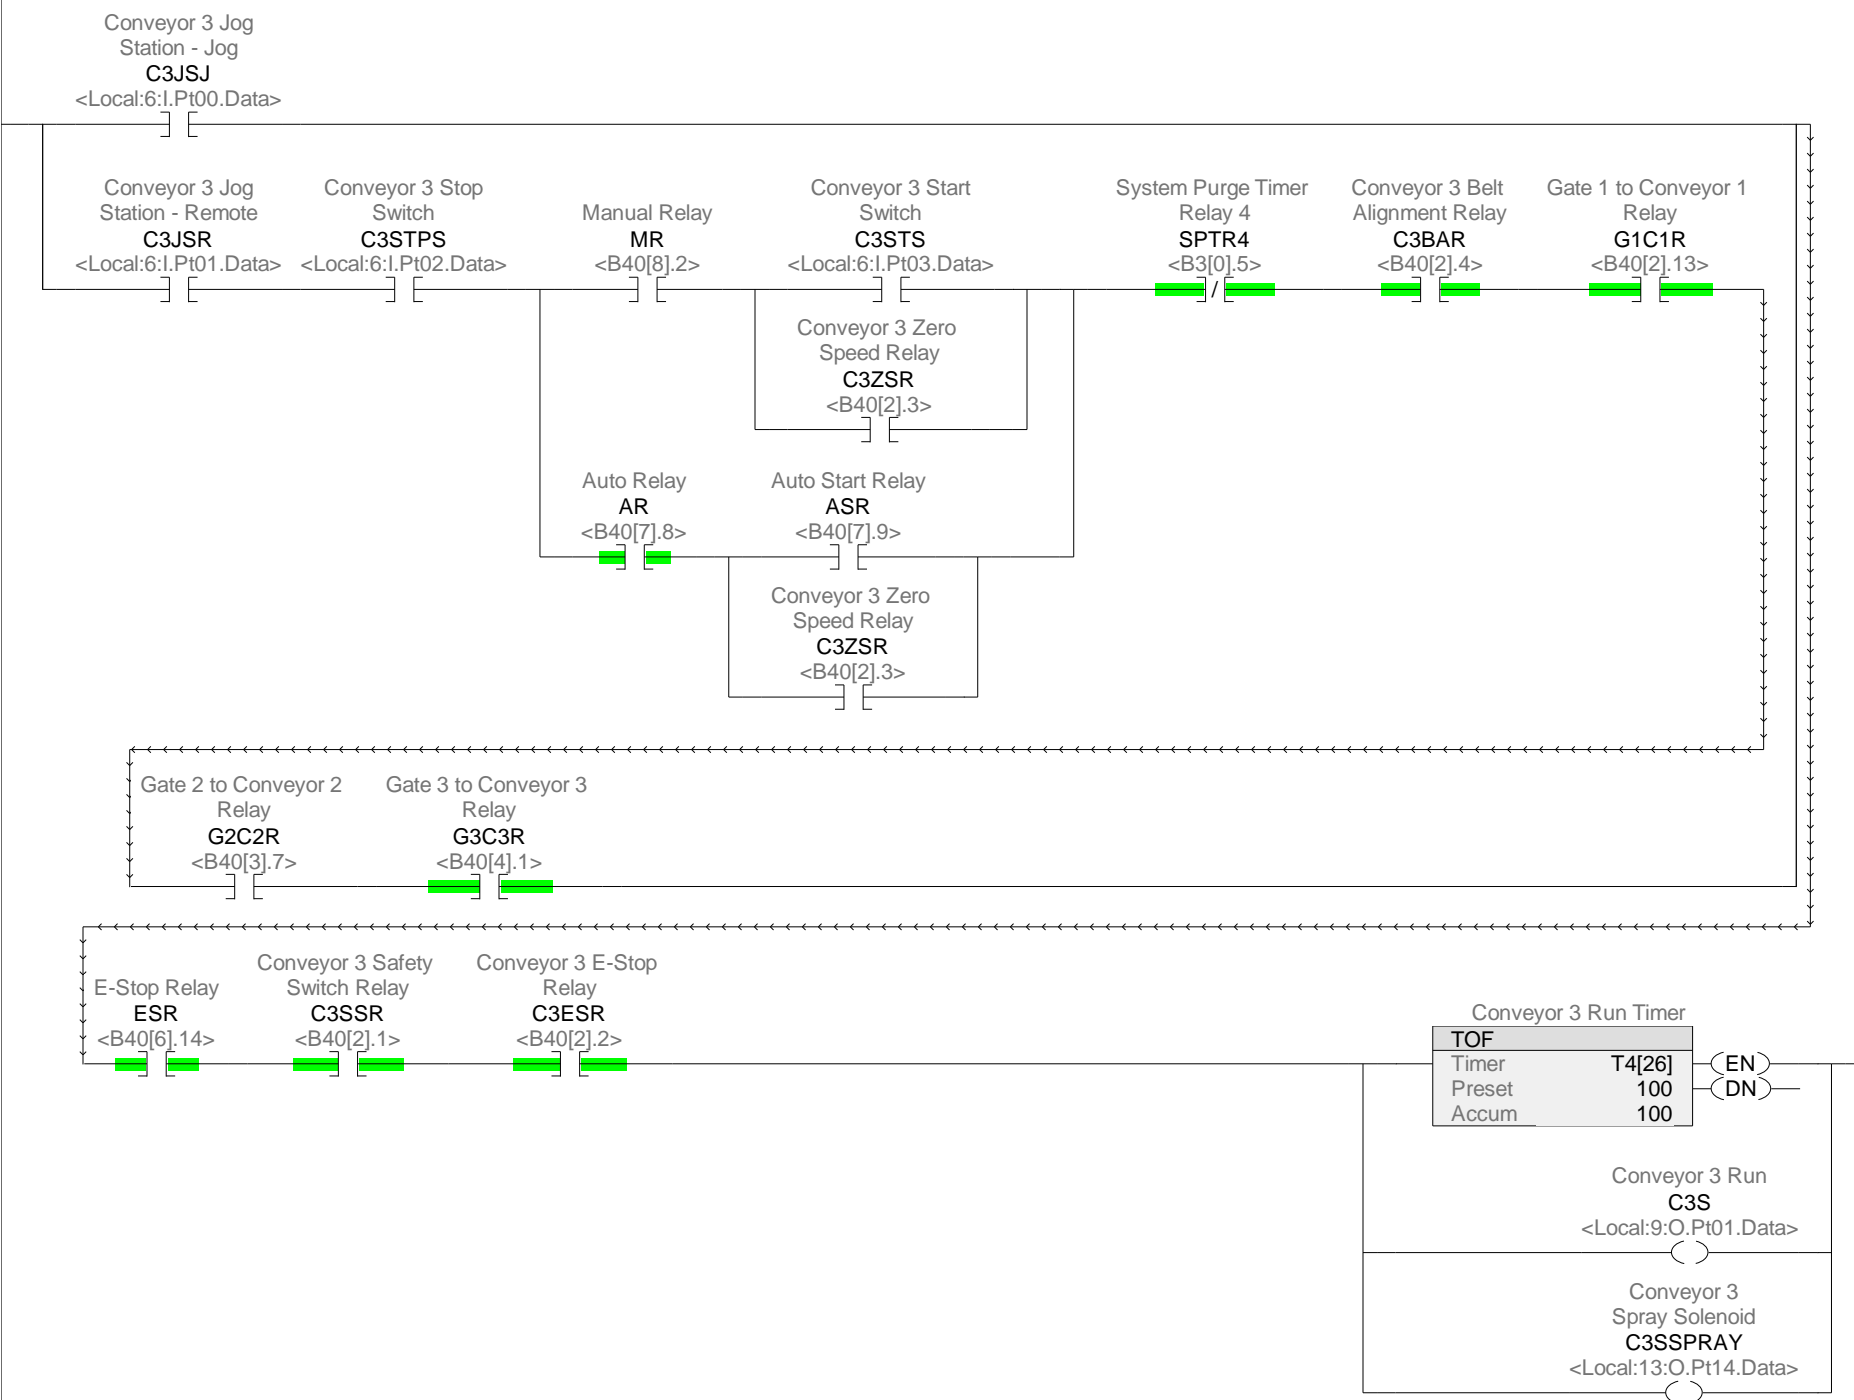 Conveyor 3 Jog
Station - Jog
C3JSJ
<Local:6:I.Pt00.Data>
Conveyor 3 Jog
Station - Remote
C3JSR
<Local:6:I.Pt01.Data>
Conveyor 3 Stop
Switch
C3STPS
<Local:6:I.Pt02.Data>
Manual Relay
MR
<B40[8].2>
Conveyor 3 Start
Switch
C3STS
<Local:6:I.Pt03.Data>
System Purge Timer
Relay 4
SPTR4
<B3[0].5>
/
Conveyor 3 Belt
Alignment Relay
C3BAR
<B40[2].4>
Gate 1 to Conveyor 1
Relay
G1C1R
<B40[2].13>
Conveyor 3 Zero
Speed Relay
C3ZSR
<B40[2].3>
Auto Relay
AR
<B40[7].8>
Auto Start Relay
ASR
<B40[7].9>
Conveyor 3 Zero
Speed Relay
C3ZSR
<B40[2].3>
Gate 2 to Conveyor 2
Relay
G2C2R
<B40[3].7>
Gate 3 to Conveyor 3
Relay
G3C3R
<B40[4].1>
E-Stop Relay
ESR
<B40[6].14>
Conveyor 3 Safety
Switch Relay
C3SSR
<B40[2].1>
Conveyor 3 E-Stop
Relay
C3ESR
<B40[2].2>
Conveyor 3 Run Timer
TOF
Timer T4[26]
Preset 100
Accum 100
EN
DN
Conveyor 3 Run
C3S
<Local:9:O.Pt01.Data>
Conveyor 3
Spray Solenoid
C3SSPRAY
<Local:13:O.Pt14.Data>